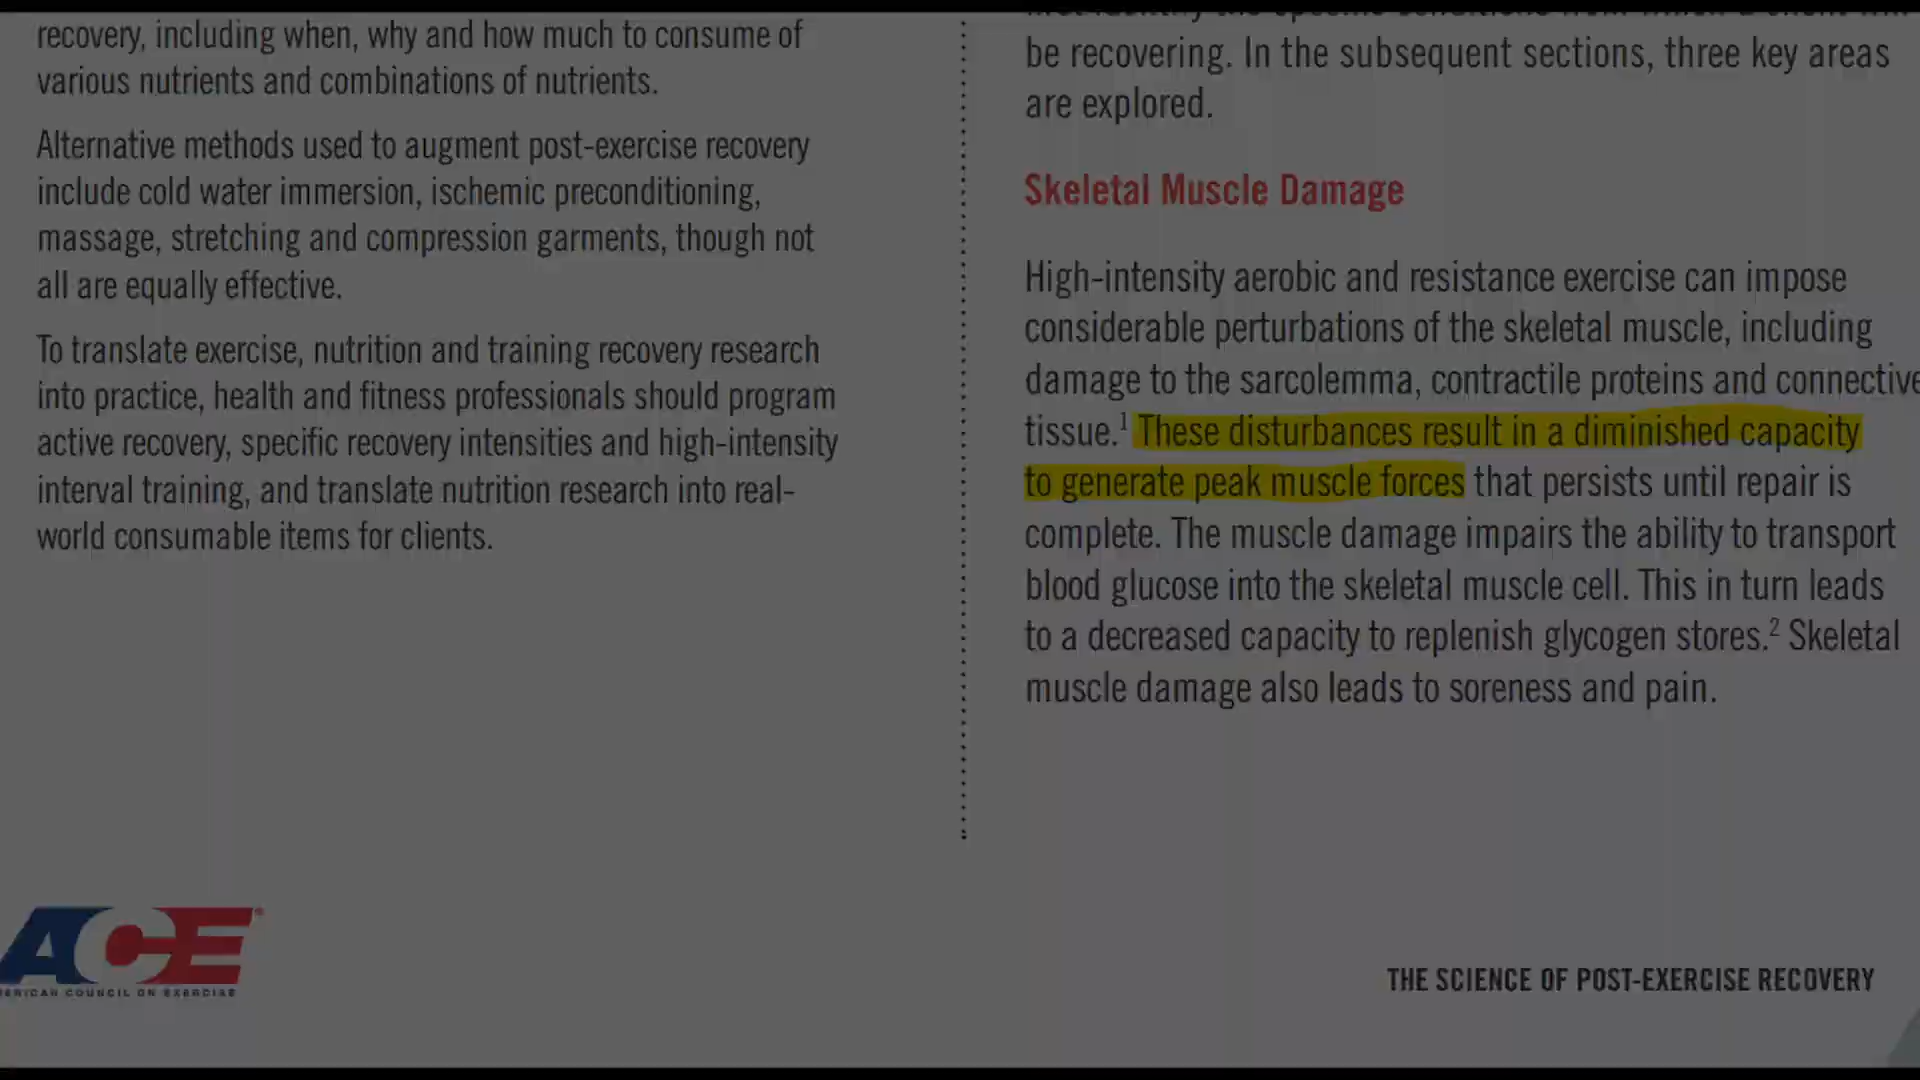 recovery, including when, why and how much to consume of
various nutrients and combinations of nutrients.
Alternative methods used to augment post-exercise recovery
include cold water immersion, ischemic preconditioning,
massage, stretching and compression garments, though not
all are equally effective.
To translate exercise, nutrition and training recovery research
into practice, health and fitness professionals should program
active recovery, specific recovery intensities and high-intensity
interval training, and translate nutrition research into real-
world consumable items for clients.
be recovering. In the subsequent sections, three key areas
are explored.
Skeletal Muscle Damage
High-intensity aerobic and resistance exercise can impose
considerable perturbations of the skeletal muscle, including
damage to the sarcolemma, contractile proteins and connective
tissue.¹ These disturbances result in a diminished capacity
to generate peak muscle forces that persists until repair is
complete. The muscle damage impairs the ability to transport
blood glucose into the skeletal muscle cell. This in turn leads
to a decreased capacity to replenish glycogen stores.² Skeletal
muscle damage also leads to soreness and pain.
ACE®
ERICAN COUNCIL ON EXERCISE
THE SCIENCE OF POST-EXERCISE RECOVERY